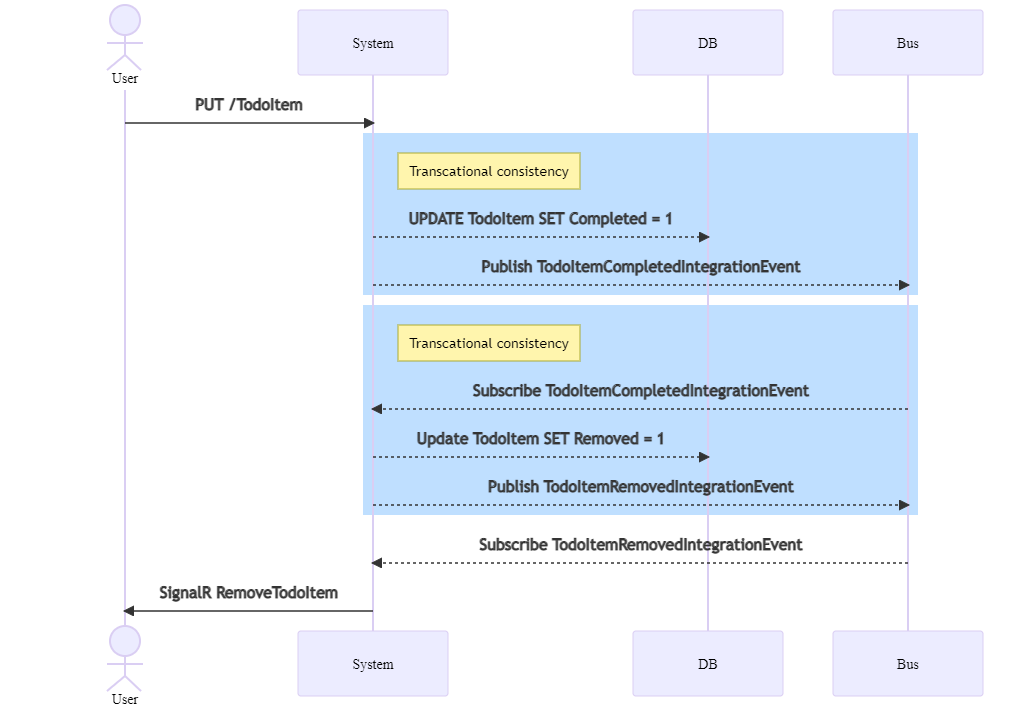 User
System
DB
Bus
PUT /TodoItem
Transcational consistency
UPDATE TodoItem SET Completed = 1
Publish TodoItemCompletedIntegrationEvent
Transcational consistency
Subscribe TodoItemCompletedIntegrationEvent
Update TodoItem SET Removed = 1
Publish TodoItemRemovedIntegrationEvent
Subscribe TodoItemRemovedIntegrationEvent
SignalR RemoveTodoItem
User
System
DB
Bus